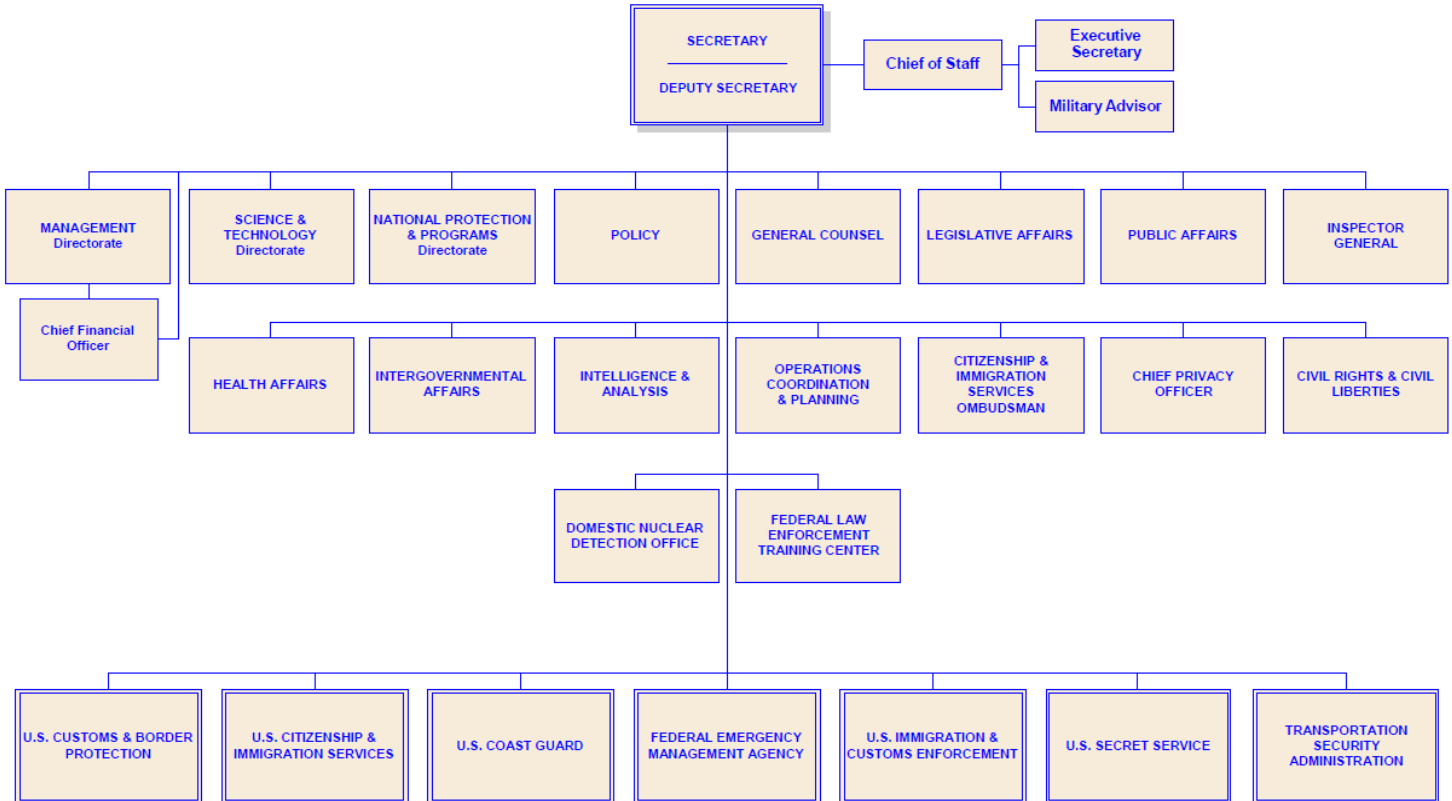 SECRETARY
DEPUTY SECRETARY
Chief of Staff
Executive
Secretary
Military Advisor
MANAGEMENT
Directorate
SCIENCE &
TECHNOLOGY
Directorate
NATIONAL PROTECTION
& PROGRAMS
Directorate
POLICY
GENERAL COUNSEL
LEGISLATIVE AFFAIRS
PUBLIC AFFAIRS
INSPECTOR
GENERAL
Chief Financial
Officer
HEALTH AFFAIRS
INTERGOVERNMENTAL
AFFAIRS
INTELLIGENCE &
ANALYSIS
OPERATIONS
COORDINATION
& PLANNING
CITIZENSHIP &
IMMIGRATION
SERVICES
OMBUDSMAN
CHIEF PRIVACY
OFFICER
CIVIL RIGHTS & CIVIL
LIBERTIES
DOMESTIC NUCLEAR
DETECTION OFFICE
FEDERAL LAW
ENFORCEMENT
TRAINING CENTER
U.S. CUSTOMS & BORDER
PROTECTION
U.S. CITIZENSHIP &
IMMIGRATION SERVICES
U.S. COAST GUARD
FEDERAL EMERGENCY
MANAGEMENT AGENCY
U.S. IMMIGRATION &
CUSTOMS ENFORCEMENT
U.S. SECRET SERVICE
TRANSPORTATION
SECURITY
ADMINISTRATION